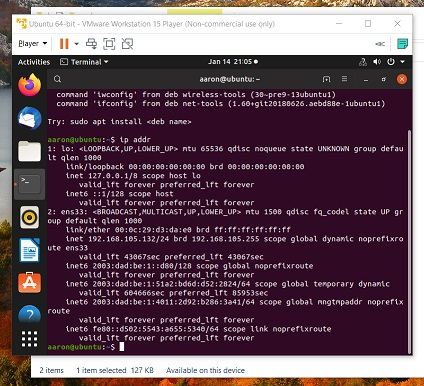 Ubuntu 64-bit - VMware Workstation 15 Player (Non-commercial use only)
Player
Activities
Terminal
Jan 14 21:05
aaron@ubuntu: ~
command 'iwconfig' from deb wireless-tools (30~pre9-13ubuntu1)
command 'ifconfig' from deb net-tools (1.60+git20180626.aebd88e-1ubuntu1)
Try: sudo apt install <deb name>
aaron@ubuntu:~$ ip addr
1: lo: <LOOPBACK,UP,LOWER_UP> mtu 65536 qdisc noqueue state UNKNOWN group defau
lt qlen 1000
link/loopback 00:00:00:00:00:00 brd 00:00:00:00:00:00
inet 127.0.0.1/8 scope host lo
valid_lft forever preferred_lft forever
inet6 ::1/128 scope host
valid_lft forever preferred_lft forever
2: ens33: <BROADCAST,MULTICAST,UP,LOWER_UP> mtu 1500 qdisc fq_codel state UP gr
oup default qlen 1000
link/ether 00:0c:29:d3:da:e0 brd ff:ff:ff:ff:ff:ff
inet 192.168.105.132/24 brd 192.168.105.255 scope global dynamic noprefixro
ute ens33
valid_lft 43067sec preferred_lft 43067sec
inet6 2003:dad:be:1::d80/128 scope global noprefixroute
valid_lft forever preferred_lft forever
inet6 2003:dad:be:1:51a2:bd6d:d52:2824/64 scope global temporary dynamic
valid_lft 604666sec preferred_lft 85953sec
inet6 2003:dad:be:1:4011:2d92:b286:3a41/64 scope global mngtmpaddr noprefix
route
valid_lft forever preferred_lft forever
inet6 fe80::d502:5543:a655:5340/64 scope link noprefixroute
valid_lft forever preferred_lft forever
aaron@ubuntu:~$
2 items 1 item selected 127 KB Available on this device